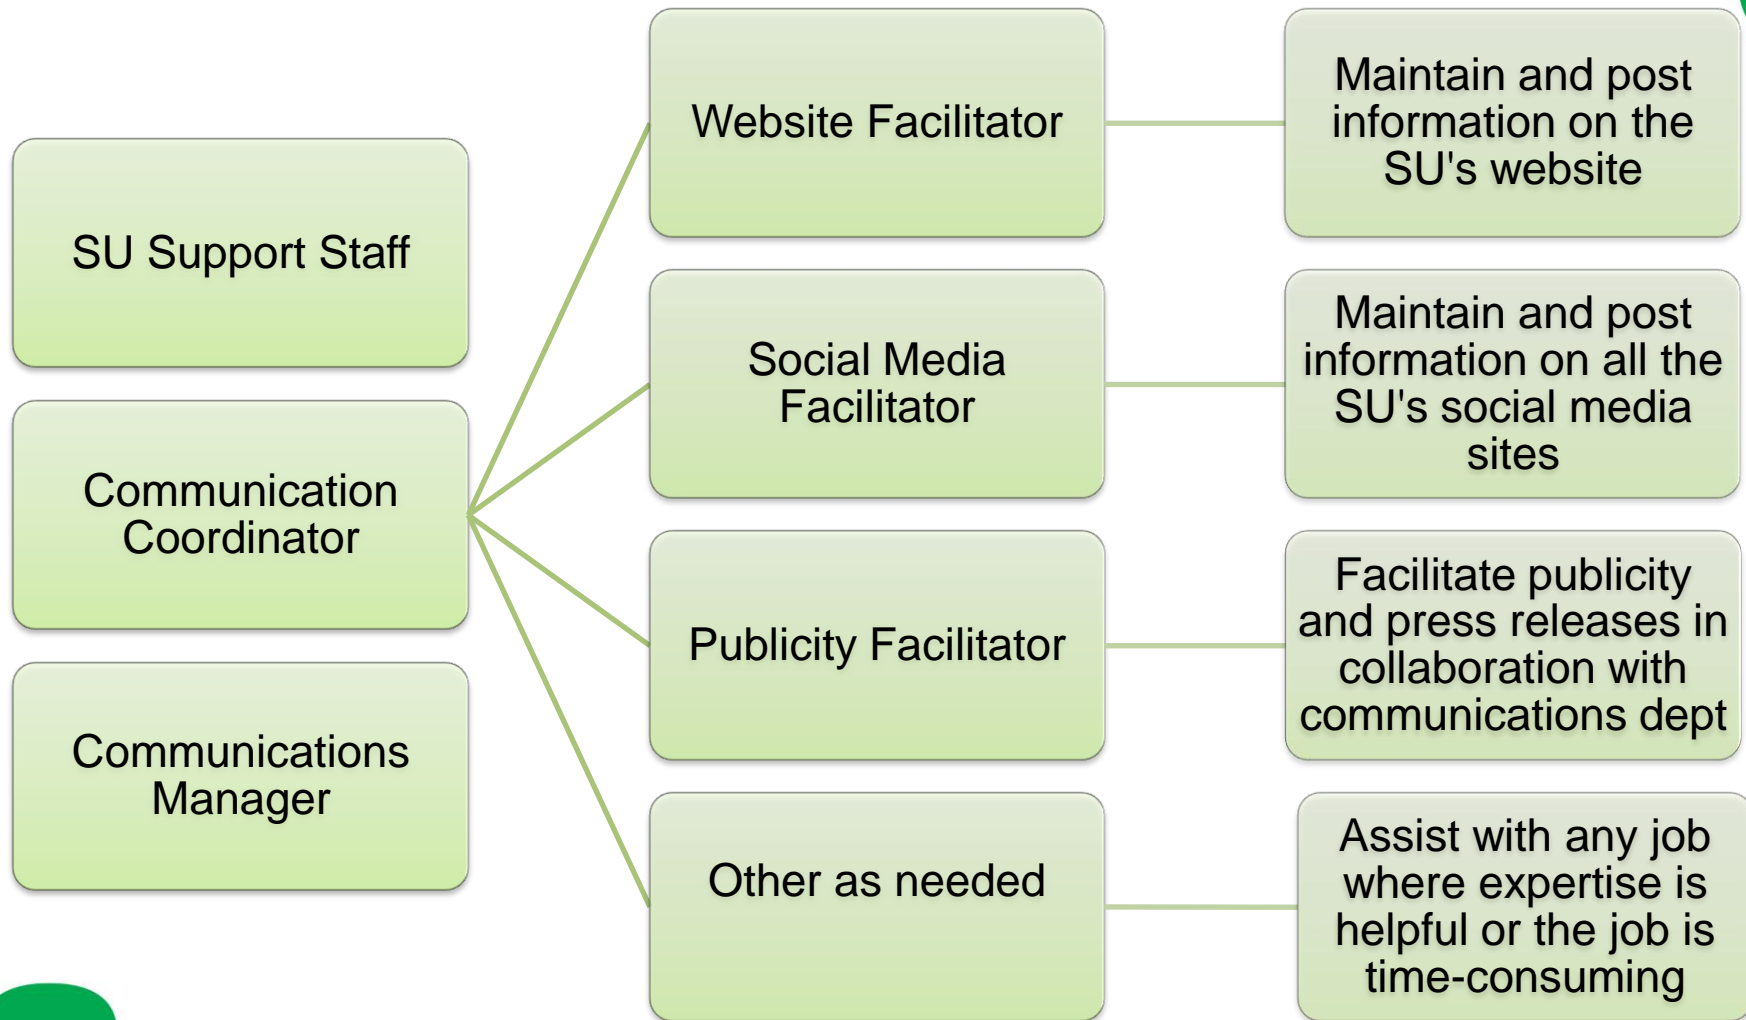 SU Support Staff
Communication
Coordinator
Communications
Manager
Website Facilitator
Maintain and post
information on the
SU's website
Social Media
Facilitator
Maintain and post
information on all the
SU's social media
sites
Publicity Facilitator
Facilitate publicity
and press releases in
collaboration with
communications dept
Other as needed
Assist with any job
where expertise is
helpful or the job is
time-consuming